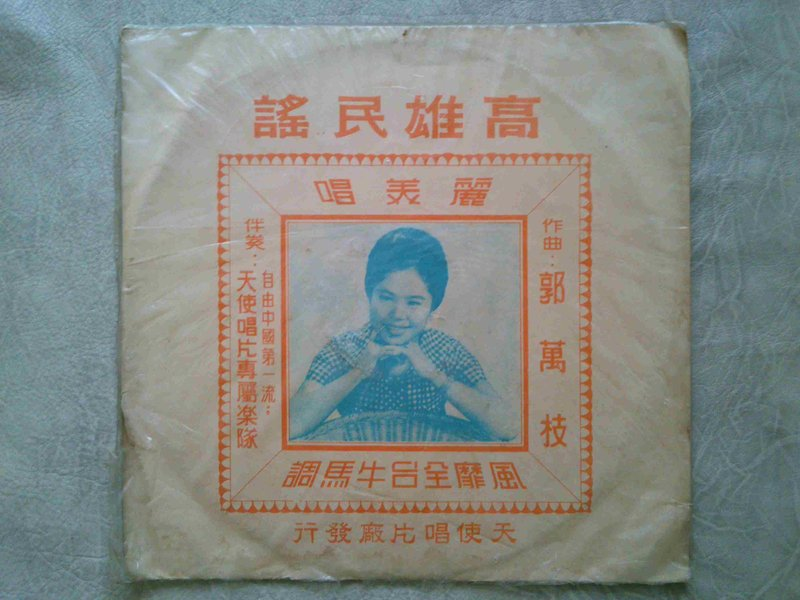 高雄民謠
麗美唱
作曲：郭萬枝
伴奏：自由中國第一流〃
天使唱片專屬楽隊
風靡全台牛馬調
天使唱片廠發行